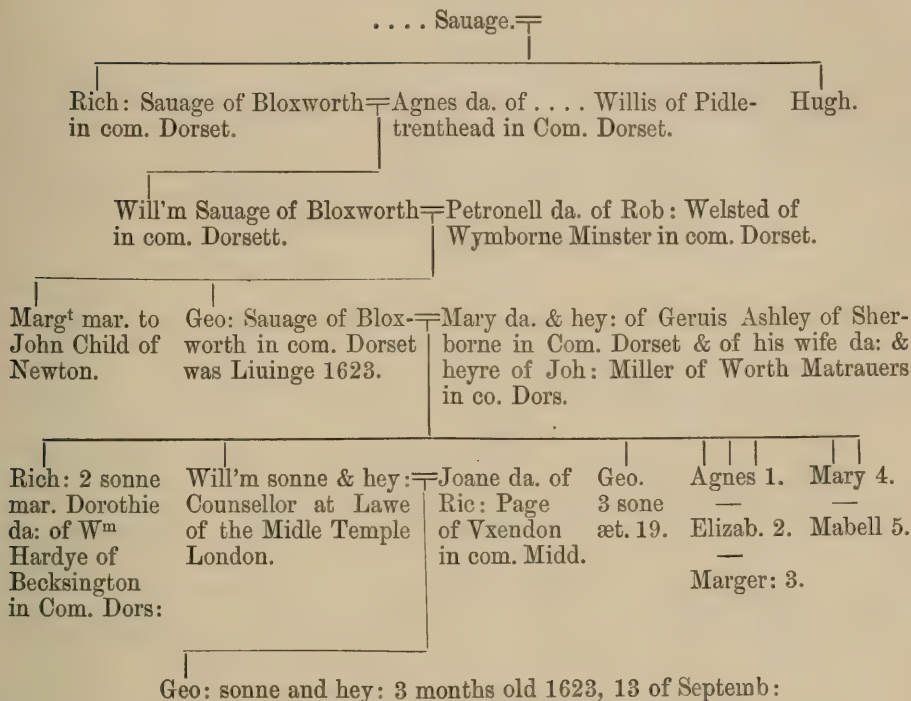 .... Sauage.
Rich: Sauage of Bloxworth
in com. Dorset.
Agnes da. of .... Willis of Pidle-
trenthead in Com. Dorset.
Hugh.
Will'm Sauage of Bloxworth
in com. Dorsett.
Petronell da. of Rob: Welsted of
Wymborne Minster in com. Dorset.
Margt mar. to
John Child of
Newton.
Geo: Sauage of Blox-
worth in com. Dorset
was Liuinge 1623.
Mary da. & hey: of Geruis Ashley of Sher-
borne in Com. Dorset & of his wife da: &
heyre of Joh: Miller of Worth Matrauers
in co. Dors.
Rich: 2 sonne
mar. Dorothie
da: of Wm
Hardye of
Becksington
in Com. Dors:
Will'm sonne & hey:
Counsellor at Lawe
of the Midle Temple
London.
Joane da. of
Ric: Page
of Vxendon
in com. Midd.
Geo.
3 sone
æt. 19.
Agnes 1.
—
Elizab. 2.
—
Marger: 3.
Mary 4.
—
Mabell 5.
Geo: sonne and hey: 3 months old 1623, 13 of Septemb: